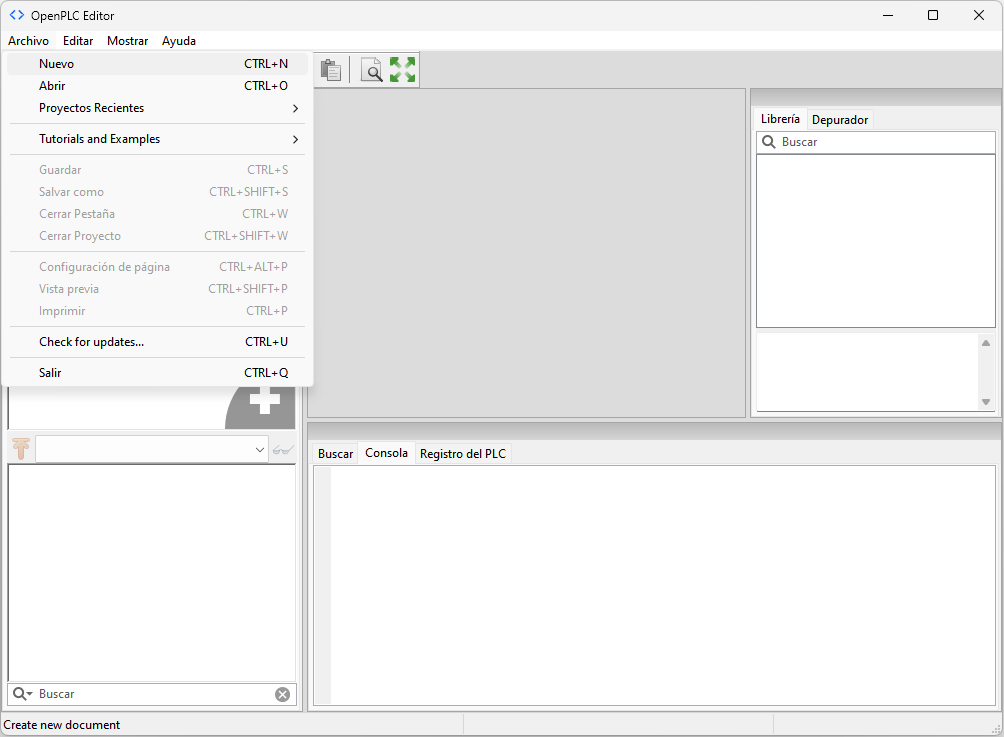 OpenPLC Editor
Archivo Editar Mostrar Ayuda
Nuevo CTRL+N
Abrir CTRL+O
Proyectos Recientes
Tutorials and Examples
Guardar CTRL+S
Salvar como CTRL+SHIFT+S
Cerrar Pestaña CTRL+W
Cerrar Proyecto CTRL+SHIFT+W
Configuración de página CTRL+ALT+P
Vista previa CTRL+SHIFT+P
Imprimir CTRL+P
Check for updates... CTRL+U
Salir CTRL+Q
Librería Depurador
Buscar
Buscar Consola Registro del PLC
Buscar
Create new document